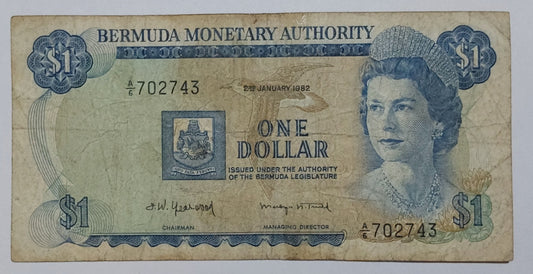 BERMUDA MONETARY AUTHORITY
$1
$1
A/6 702743
2ND JANUARY 1982
ONE
DOLLAR
ISSUED UNDER THE AUTHORITY
OF THE BERMUDA LEGISLATURE
CHAIRMAN
MANAGING DIRECTOR
$1
A/6 702743